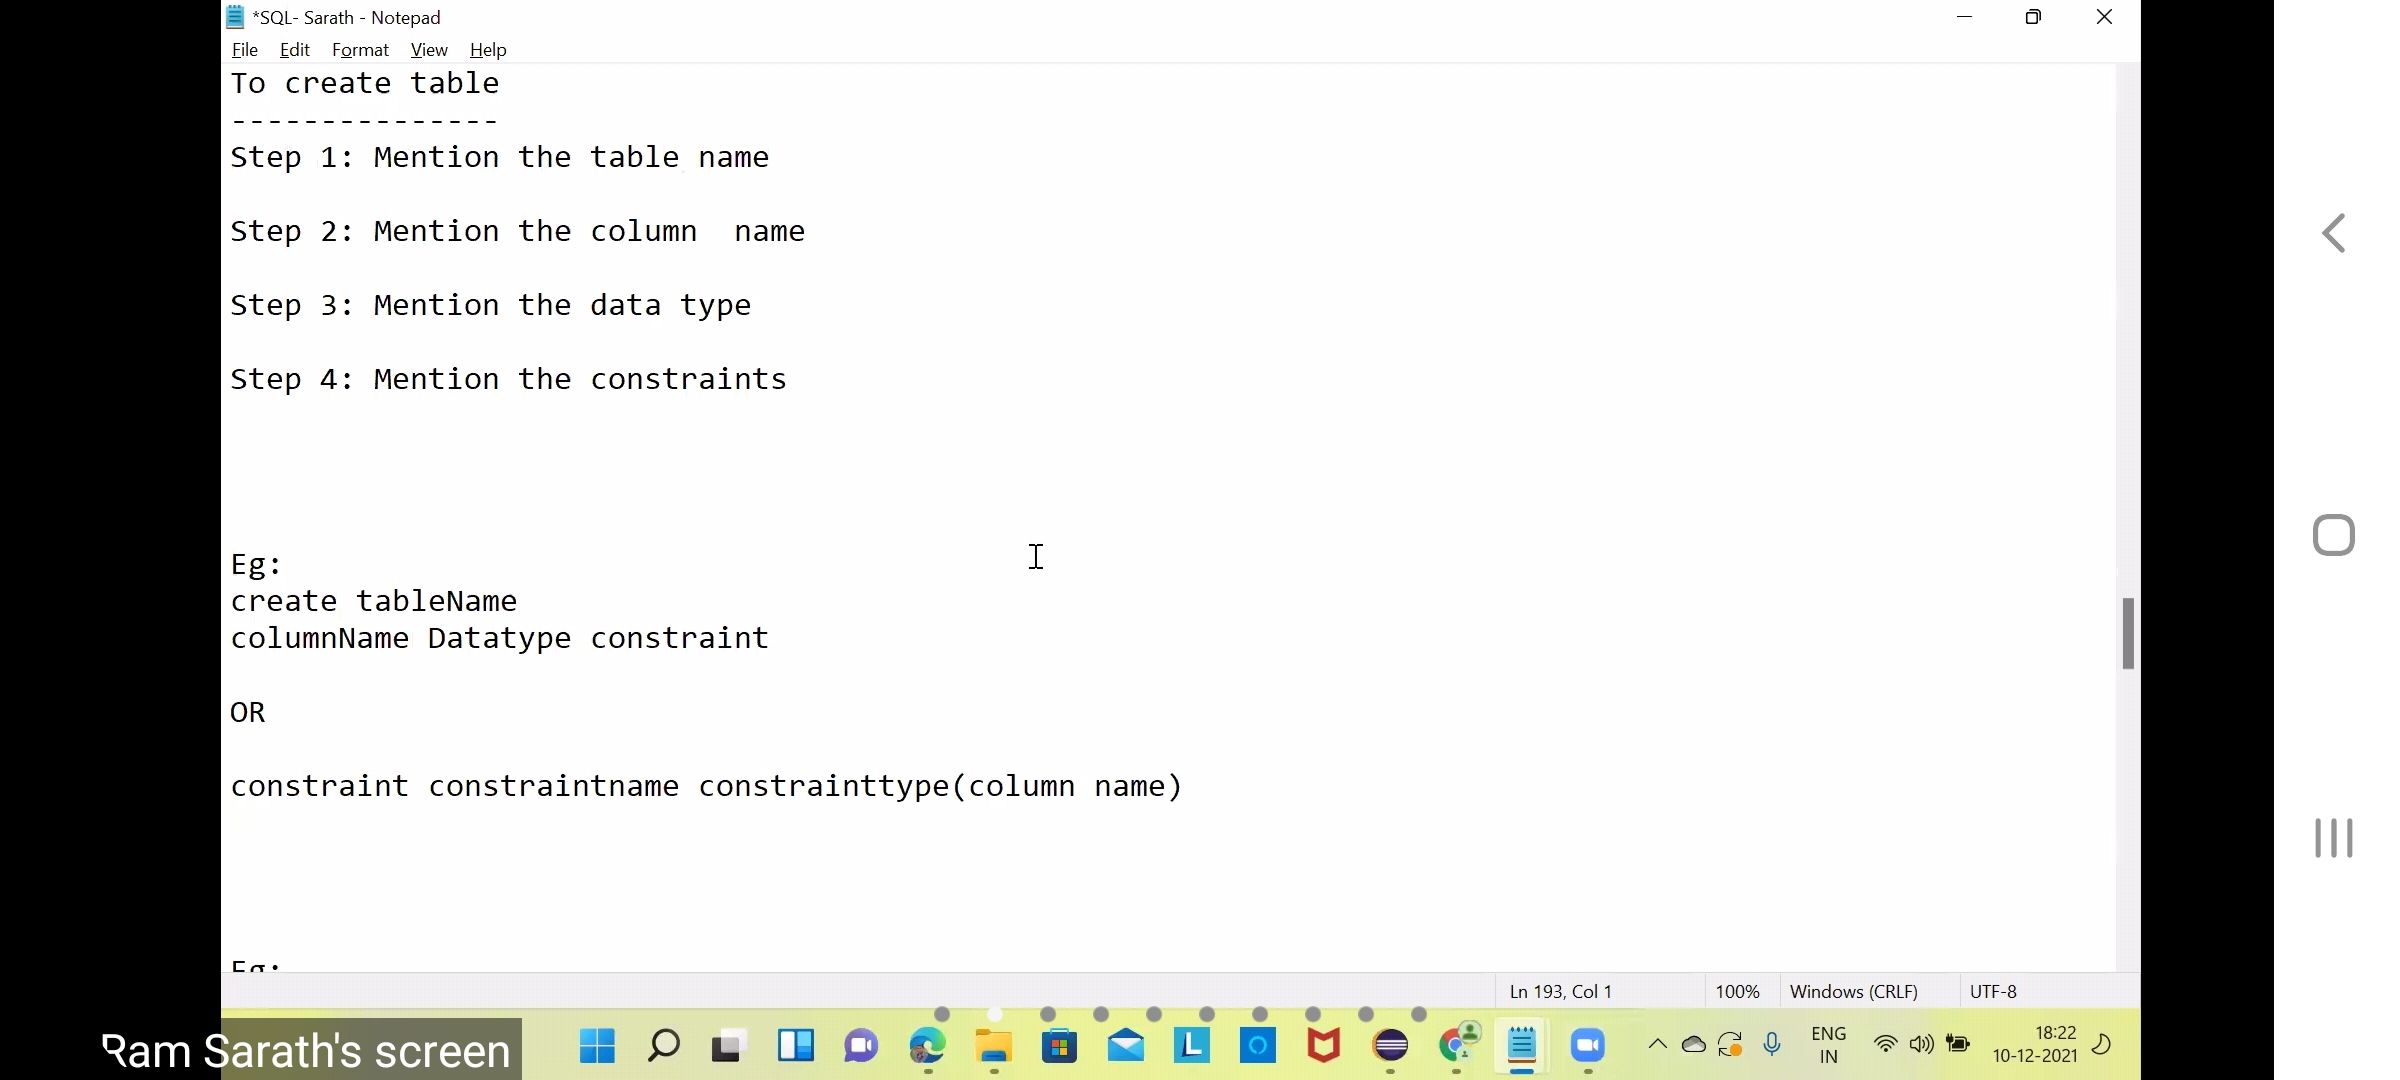 *SQL- Sarath - Notepad
File Edit Format View Help
To create table
---------------
Step 1: Mention the table name
Step 2: Mention the column  name
Step 3: Mention the data type
Step 4: Mention the constraints
Eg:
create tableName
columnName Datatype constraint
OR
constraint constraintname constrainttype(column name)
Eg:
Ln 193, Col 1 100% Windows (CRLF) UTF-8
Ram Sarath's screen
L
ENG
IN
18:22
10-12-2021